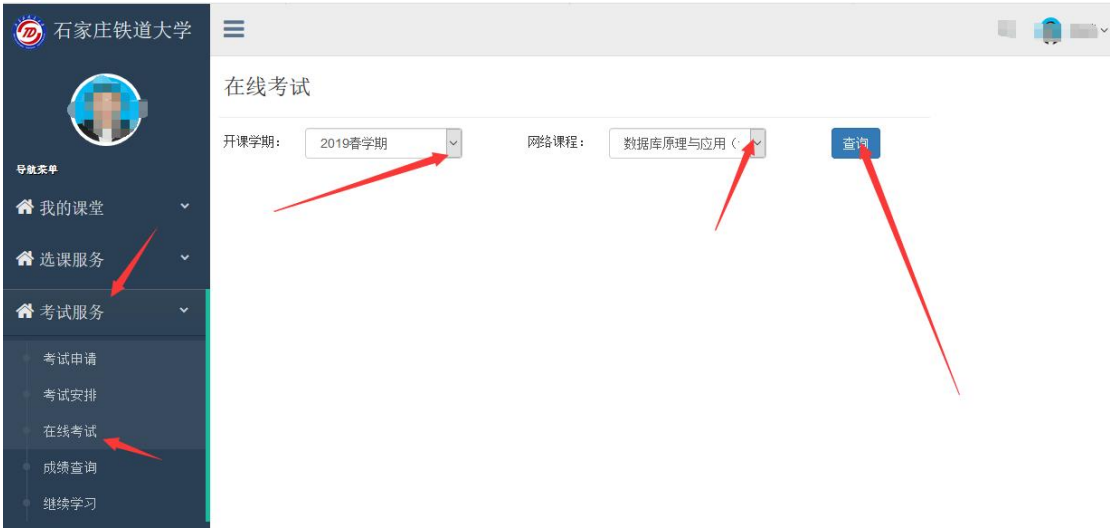 石家庄铁道大学
在线考试
开课学期：
2019春学期
网络课程：
数据库原理与应用（
查询
导航菜单
我的课堂
选课服务
考试服务
考试申请
考试安排
在线考试
成绩查询
继续学习